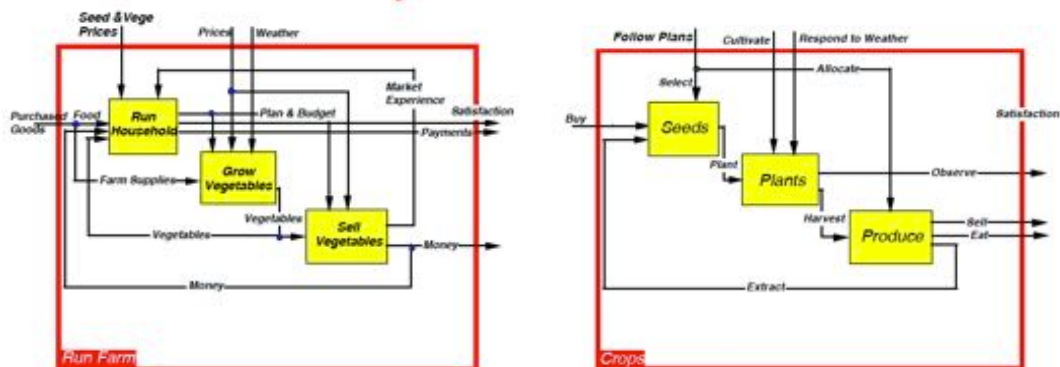 Seed & Vege
Prices
Prices
Weather
Market
Experience
Purchased
Goods
Food
Run
Household
Plan & Budget
Satisfaction
Payments
Grow
Vegetables
Farm Supplies
Vegetables
Vegetables
Sell
Vegetables
Money
Money
Run Farm
Follow Plans
Cultivate
Respond to Weather
Allocate
Select
Satisfaction
Buy
Seeds
Plant
Plants
Observe
Harvest
Produce
Sell
Eat
Extract
Crops